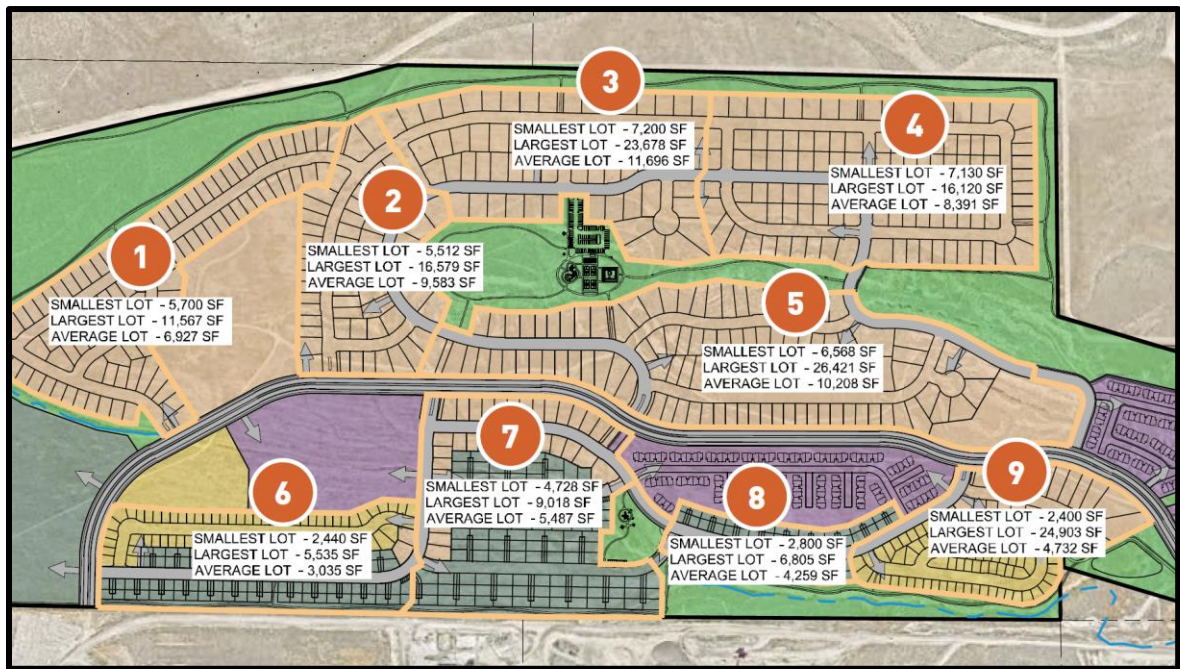 3
SMALLEST LOT - 7,200 SF
LARGEST LOT - 23,678 SF
AVERAGE LOT - 11,696 SF
4
SMALLEST LOT - 7,130 SF
LARGEST LOT - 16,120 SF
AVERAGE LOT - 8,391 SF
2
SMALLEST LOT - 5,512 SF
LARGEST LOT - 16,579 SF
AVERAGE LOT - 9,583 SF
1
SMALLEST LOT - 5,700 SF
LARGEST LOT - 11,567 SF
AVERAGE LOT - 6,927 SF
5
SMALLEST LOT - 6,568 SF
LARGEST LOT - 26,421 SF
AVERAGE LOT - 10,208 SF
7
SMALLEST LOT - 4,728 SF
LARGEST LOT - 9,018 SF
AVERAGE LOT - 5,487 SF
6
SMALLEST LOT - 2,440 SF
LARGEST LOT - 5,535 SF
AVERAGE LOT - 3,035 SF
8
SMALLEST LOT - 2,800 SF
LARGEST LOT - 6,805 SF
AVERAGE LOT - 4,259 SF
9
SMALLEST LOT - 2,400 SF
LARGEST LOT - 24,903 SF
AVERAGE LOT - 4,732 SF